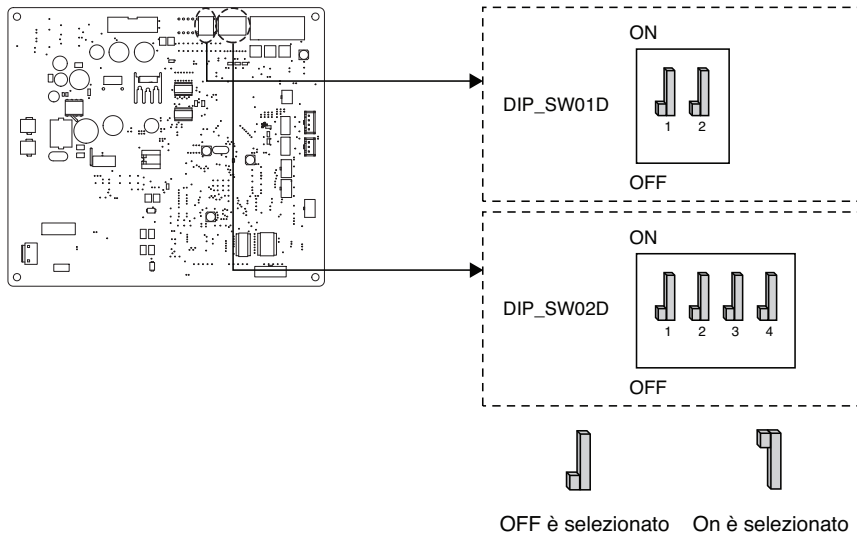 ON
DIP_SW01D
1 2
OFF
ON
DIP_SW02D
1 2 3 4
OFF
OFF è selezionato
On è selezionato